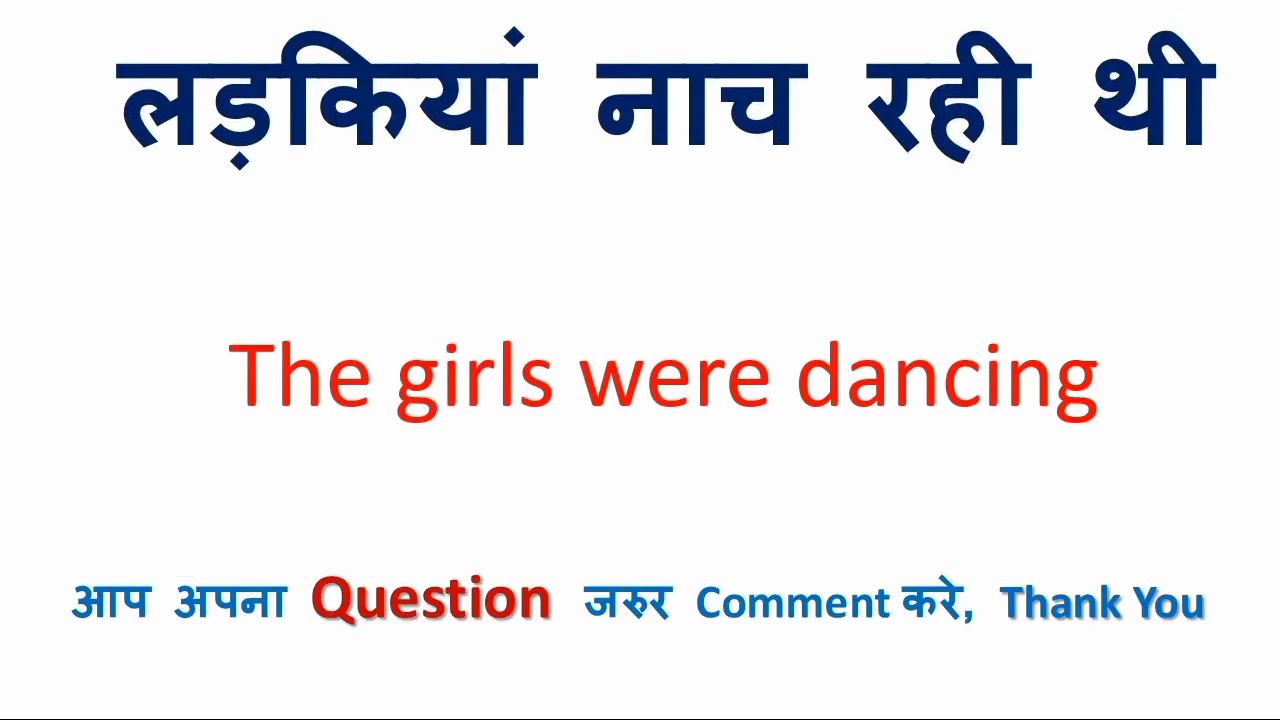 लड़कियां नाच रही थी
The girls were dancing
आप अपना Question जरुर Comment करे, Thank You